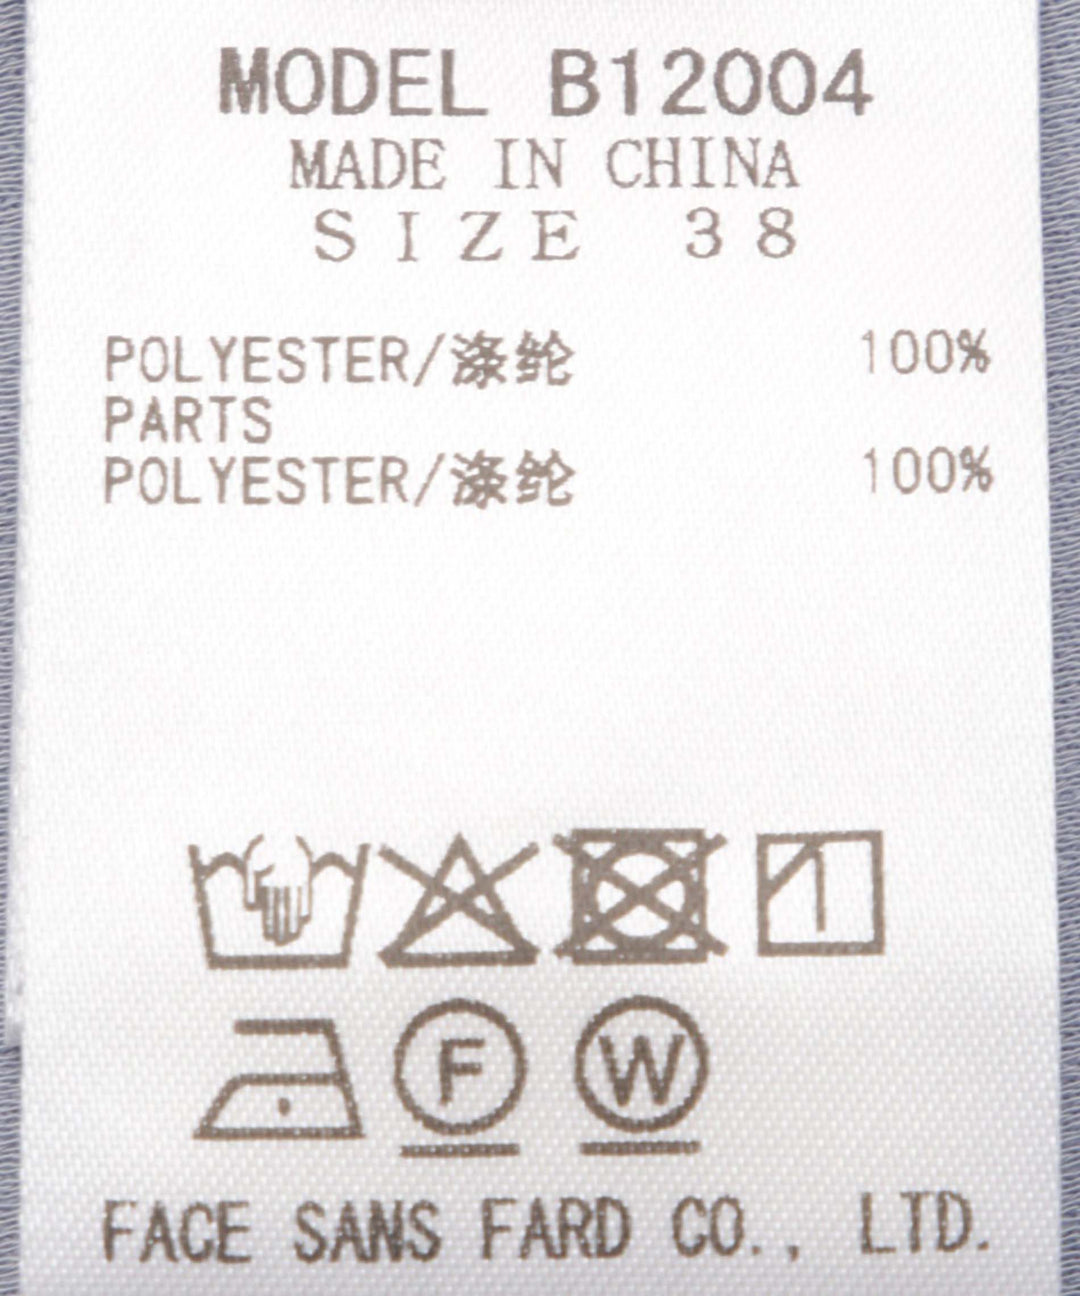 MODEL B12004
MADE IN CHINA
SIZE 38
POLYESTER/涤纶 100%
PARTS
POLYESTER/涤纶 100%
F W
FACE SANS FARD CO., LTD.